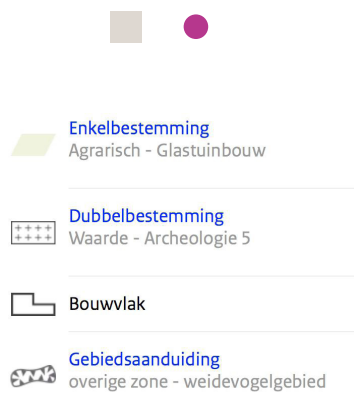 Enkelbestemming
Agrarisch - Glastuinbouw
Dubbelbestemming
Waarde - Archeologie 5
Bouwvlak
Gebiedsaanduiding
overige zone - weidevogelgebied